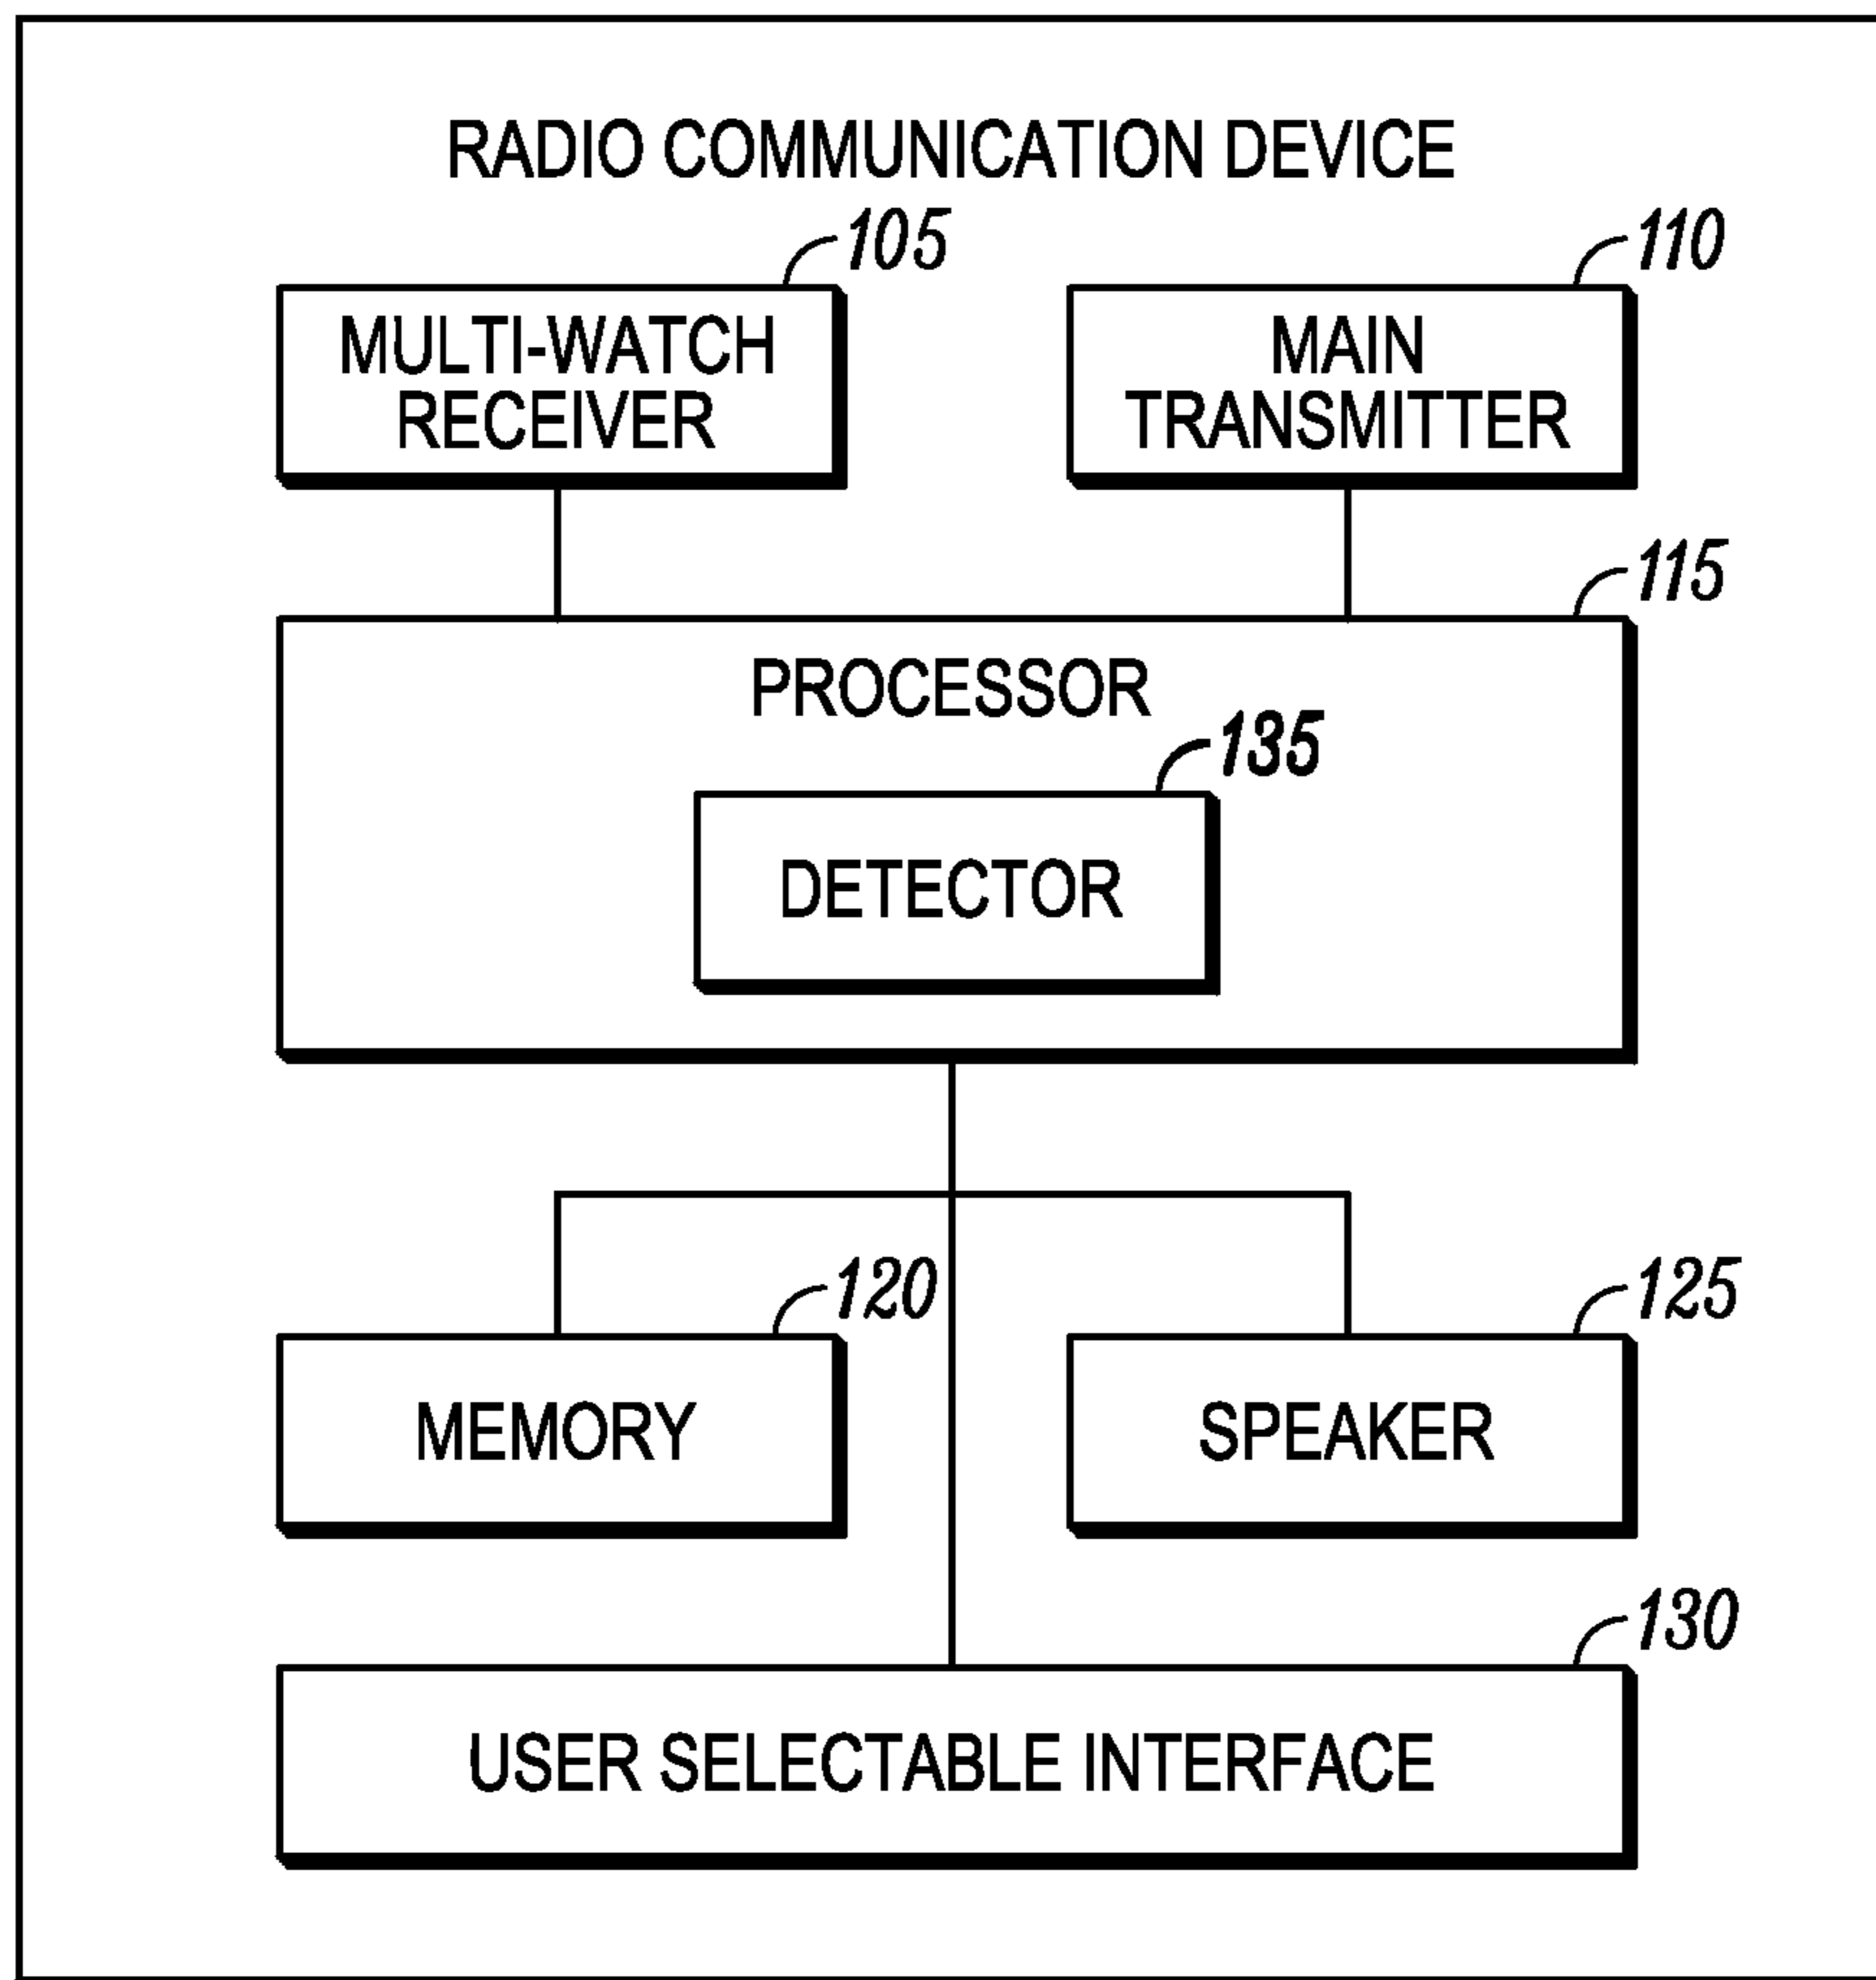 RADIO COMMUNICATION DEVICE
105
110
MULTI-WATCH
RECEIVER
MAIN
TRANSMITTER
115
PROCESSOR
135
DETECTOR
120
125
MEMORY
SPEAKER
130
USER SELECTABLE INTERFACE